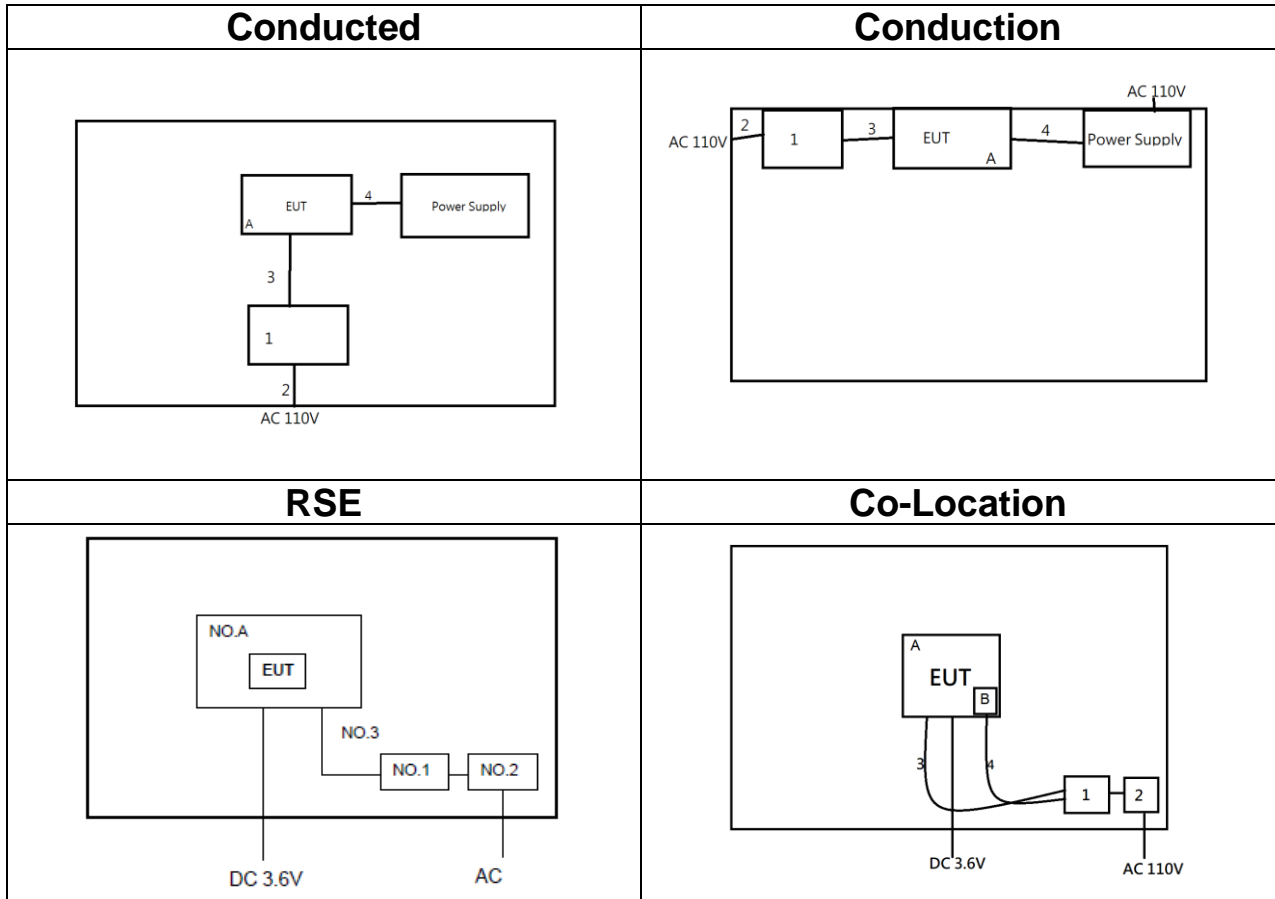 Conducted
EUT
A
4
Power Supply
3
1
2
AC 110V
Conduction
AC 110V
AC 110V
2
1
3
EUT
A
4
Power Supply
RSE
NO.A
EUT
NO.3
NO.1
NO.2
DC 3.6V
AC
Co-Location
A
EUT
B
3
4
1
2
DC 3.6V
AC 110V